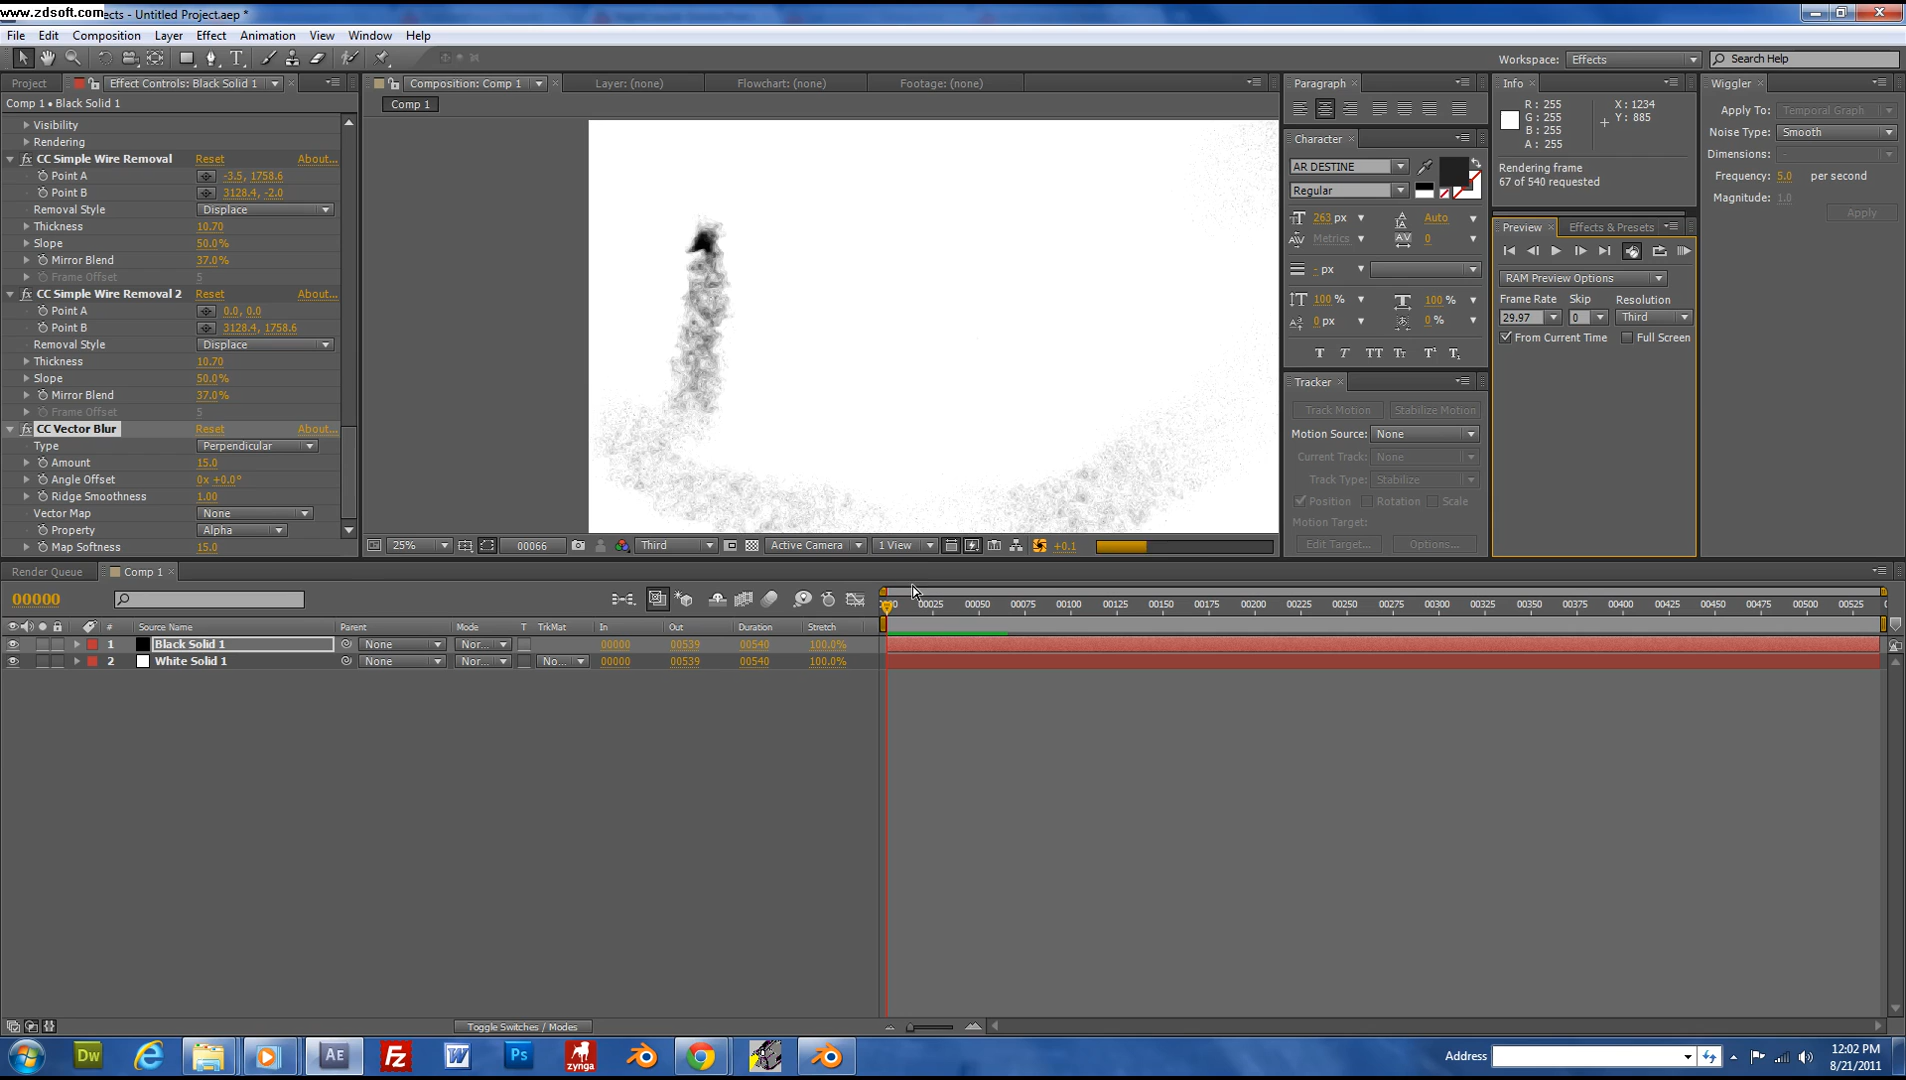 www.zdsoft.com ects - Untitled Project.aep *
File Edit Composition Layer Effect Animation View Window Help
Workspace: Effects Search Help
Project Effect Controls: Black Solid 1 Composition: Comp 1 Layer: (none) Flowchart: (none) Footage: (none)
Comp 1 • Black Solid 1
Comp 1
Visibility
Rendering
CC Simple Wire Removal Reset About...
Point A -3.5, 1758.6
Point B 3128.4, -2.0
Removal Style Displace
Thickness 10.70
Slope 50.0%
Mirror Blend 37.0%
Frame Offset 5
CC Simple Wire Removal 2 Reset About...
Point A 0.0, 0.0
Point B 3128.4, 1758.6
Removal Style Displace
Thickness 10.70
Slope 50.0%
Mirror Blend 37.0%
Frame Offset 5
CC Vector Blur Reset About...
Type Perpendicular
Amount 15.0
Angle Offset 0x +0.0°
Ridge Smoothness 1.00
Vector Map None
Property Alpha
Map Softness 15.0
25% 00066 Third Active Camera 1 View +0.1
Paragraph
Character
AR DESTINE
Regular
263 px Auto
Metrics 0
- px
100 % 100 %
0 px 0 %
T T TT Tt T¹ T₁
Tracker
Track Motion Stabilize Motion
Motion Source: None
Current Track: None
Track Type: Stabilize
Position Rotation Scale
Motion Target:
Edit Target... Options...
Info
R : 255 X : 1234
G : 255 Y : 885
B : 255
A : 255
Rendering frame
67 of 540 requested
Preview Effects & Presets
RAM Preview Options
Frame Rate Skip Resolution
29.97 0 Third
From Current Time Full Screen
Wiggler
Apply To: Temporal Graph
Noise Type: Smooth
Dimensions: -
Frequency: 5.0 per second
Magnitude: 1.0
Apply
Render Queue Comp 1
00000
00 00025 00050 00075 00100 00125 00150 00175 00200 00225 00250 00275 00300 00325 00350 00375 00400 00425 00450 00475 00500 00525
# Source Name Parent Mode T TrkMat In Out Duration Stretch
1 Black Solid 1 None Nor... 00000 00539 00540 100.0%
2 White Solid 1 None Nor... No... 00000 00539 00540 100.0%
Toggle Switches / Modes
Dw AE Fz W Ps zynga
Address
12:02 PM
8/21/2011